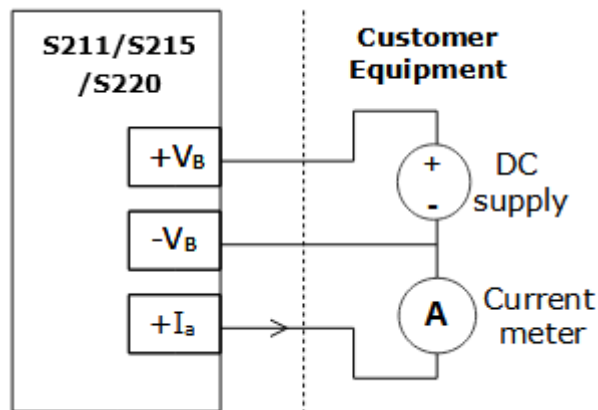 S211/S215
/S220
Customer
Equipment
+VB
-VB
+Ia
+
-
DC
supply
A
Current
meter